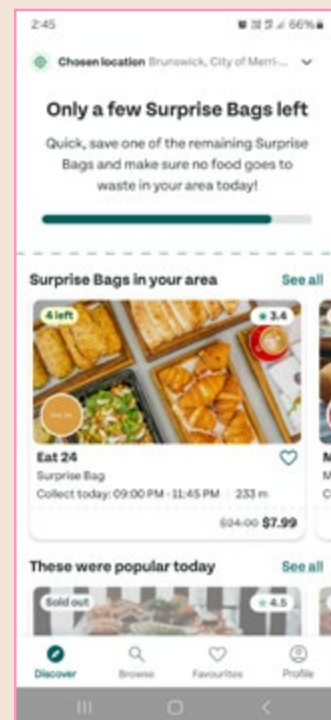 2:45
66%
Chosen location Brunswick, City of Merri-...
Only a few Surprise Bags left
Quick, save one of the remaining Surprise
Bags and make sure no food goes to
waste in your area today!
Surprise Bags in your area See all
4 left
3.4
EAT 24
Eat 24
Surprise Bag
Collect today: 09:00 PM - 11:45 PM 233 m
$24.00 $7.99
These were popular today See all
Sold out
4.5
Discover Browse Favourites Profile